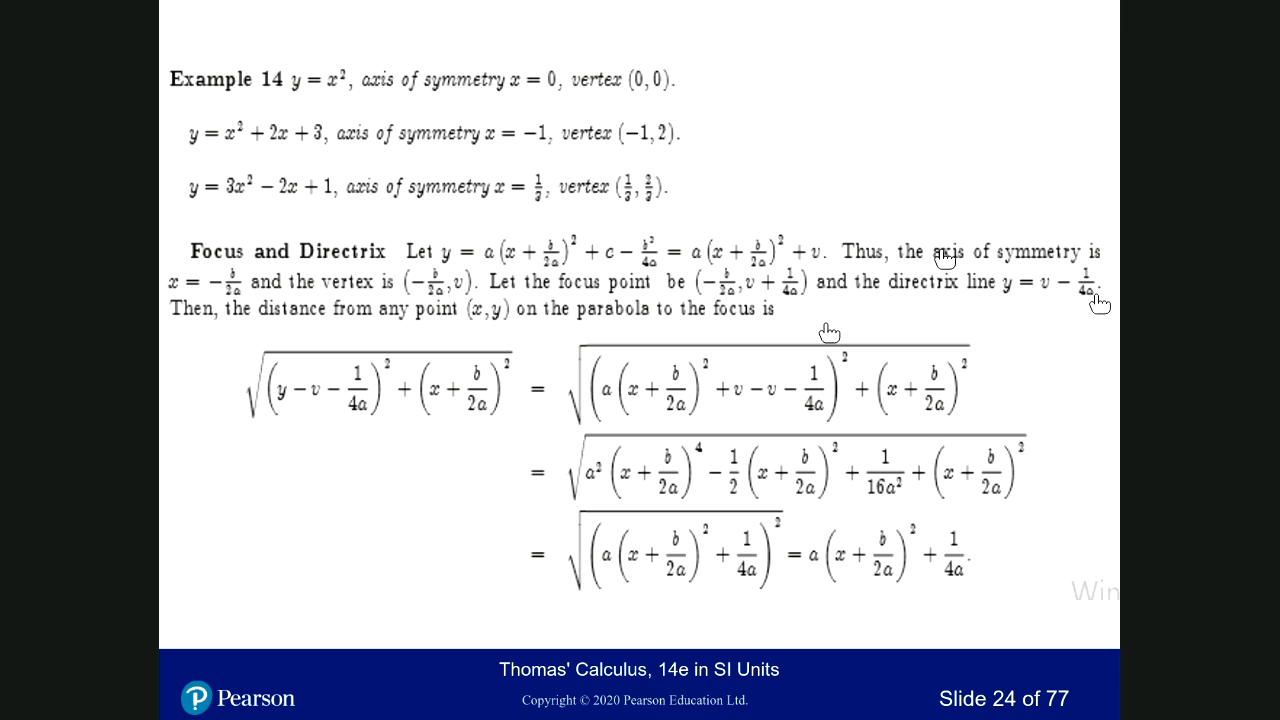 Example 14 y = x², axis of symmetry x = 0, vertex (0, 0).
y = x² + 2x + 3, axis of symmetry x = −1, vertex (−1, 2).
y = 3x² − 2x + 1, axis of symmetry x = 1/3, vertex (1/3, 2/3).
Focus and Directrix Let y = a(x + b/2a)² + c − b²/4a = a(x + b/2a)² + v. Thus, the axis of symmetry is
x = −b/2a and the vertex is (−b/2a, v). Let the focus point be (−b/2a, v + 1/4a) and the directrix line y = v − 1/4a.
Then, the distance from any point (x, y) on the parabola to the focus is
√((y − v − 1/4a)² + (x + b/2a)²) = √((a(x + b/2a)² + v − v − 1/4a)² + (x + b/2a)²)
= √(a²(x + b/2a)⁴ − 1/2(x + b/2a)² + 1/16a² + (x + b/2a)²)
= √((a(x + b/2a)² + 1/4a)²) = a(x + b/2a)² + 1/4a.
Win
Thomas' Calculus, 14e in SI Units
Pearson
Copyright © 2020 Pearson Education Ltd.
Slide 24 of 77